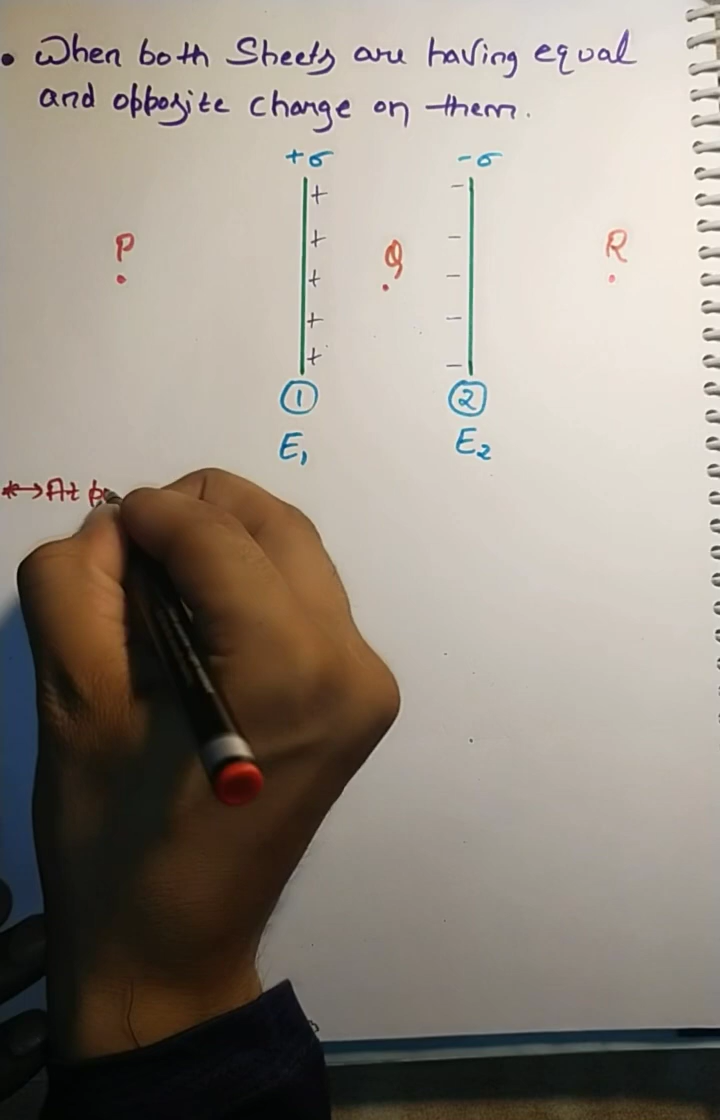 • When both Sheets are having equal
and opposite charge on them.
+σ -σ
+ −
+ −
+ −
+ −
+ −
P Q R
① ②
E₁ E₂
*→At